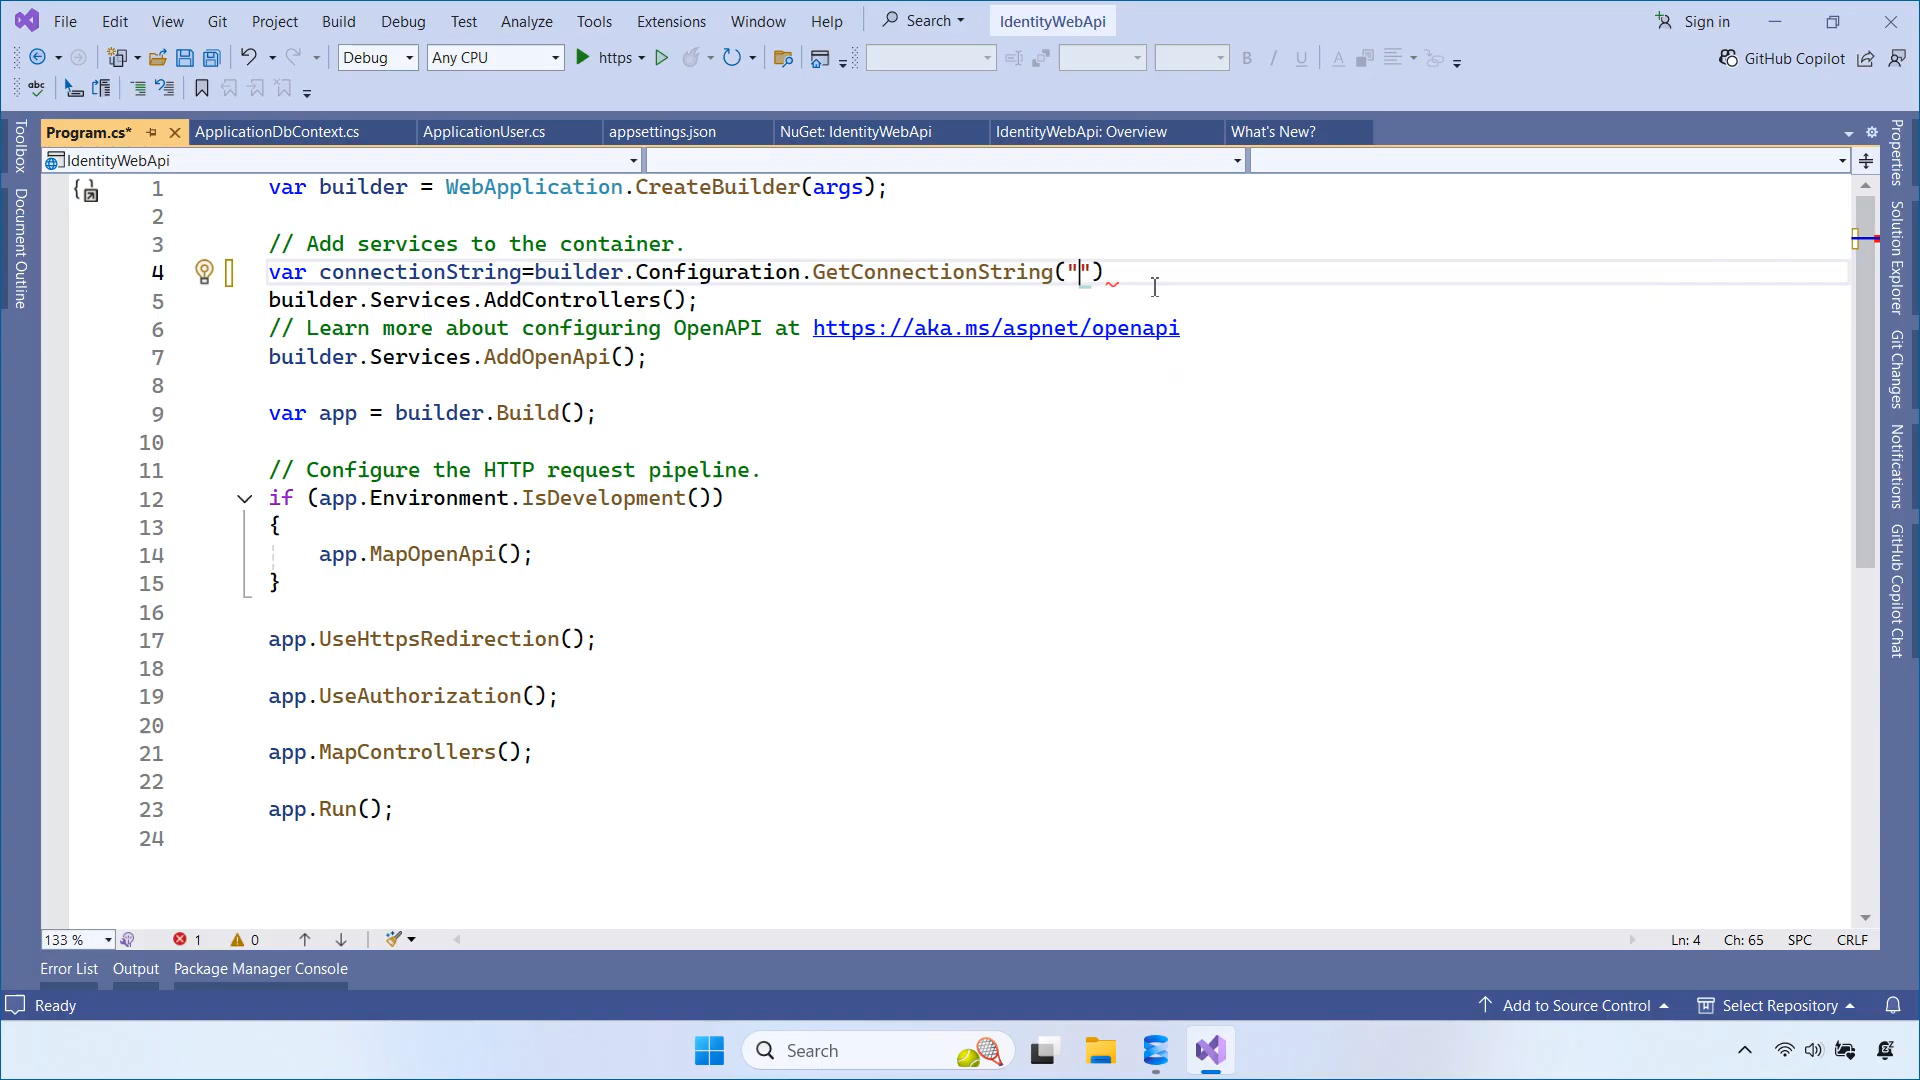 File Edit View Git Project Build Debug Test Analyze Tools Extensions Window Help Search IdentityWebApi Sign in
Debug Any CPU https B I U A GitHub Copilot
abc
Program.cs* ApplicationDbContext.cs ApplicationUser.cs appsettings.json NuGet: IdentityWebApi IdentityWebApi: Overview What's New?
IdentityWebApi
Toolbox
Document Outline
1 var builder = WebApplication.CreateBuilder(args);
2
3 // Add services to the container.
4 var connectionString=builder.Configuration.GetConnectionString("")
5 builder.Services.AddControllers();
6 // Learn more about configuring OpenAPI at https://aka.ms/aspnet/openapi
7 builder.Services.AddOpenApi();
8
9 var app = builder.Build();
10
11 // Configure the HTTP request pipeline.
12 if (app.Environment.IsDevelopment())
13 {
14 app.MapOpenApi();
15 }
16
17 app.UseHttpsRedirection();
18
19 app.UseAuthorization();
20
21 app.MapControllers();
22
23 app.Run();
24
Properties
Solution Explorer
Git Changes
Notifications
GitHub Copilot Chat
133 % 1 0 Ln: 4 Ch: 65 SPC CRLF
Error List Output Package Manager Console
Ready Add to Source Control Select Repository
Search